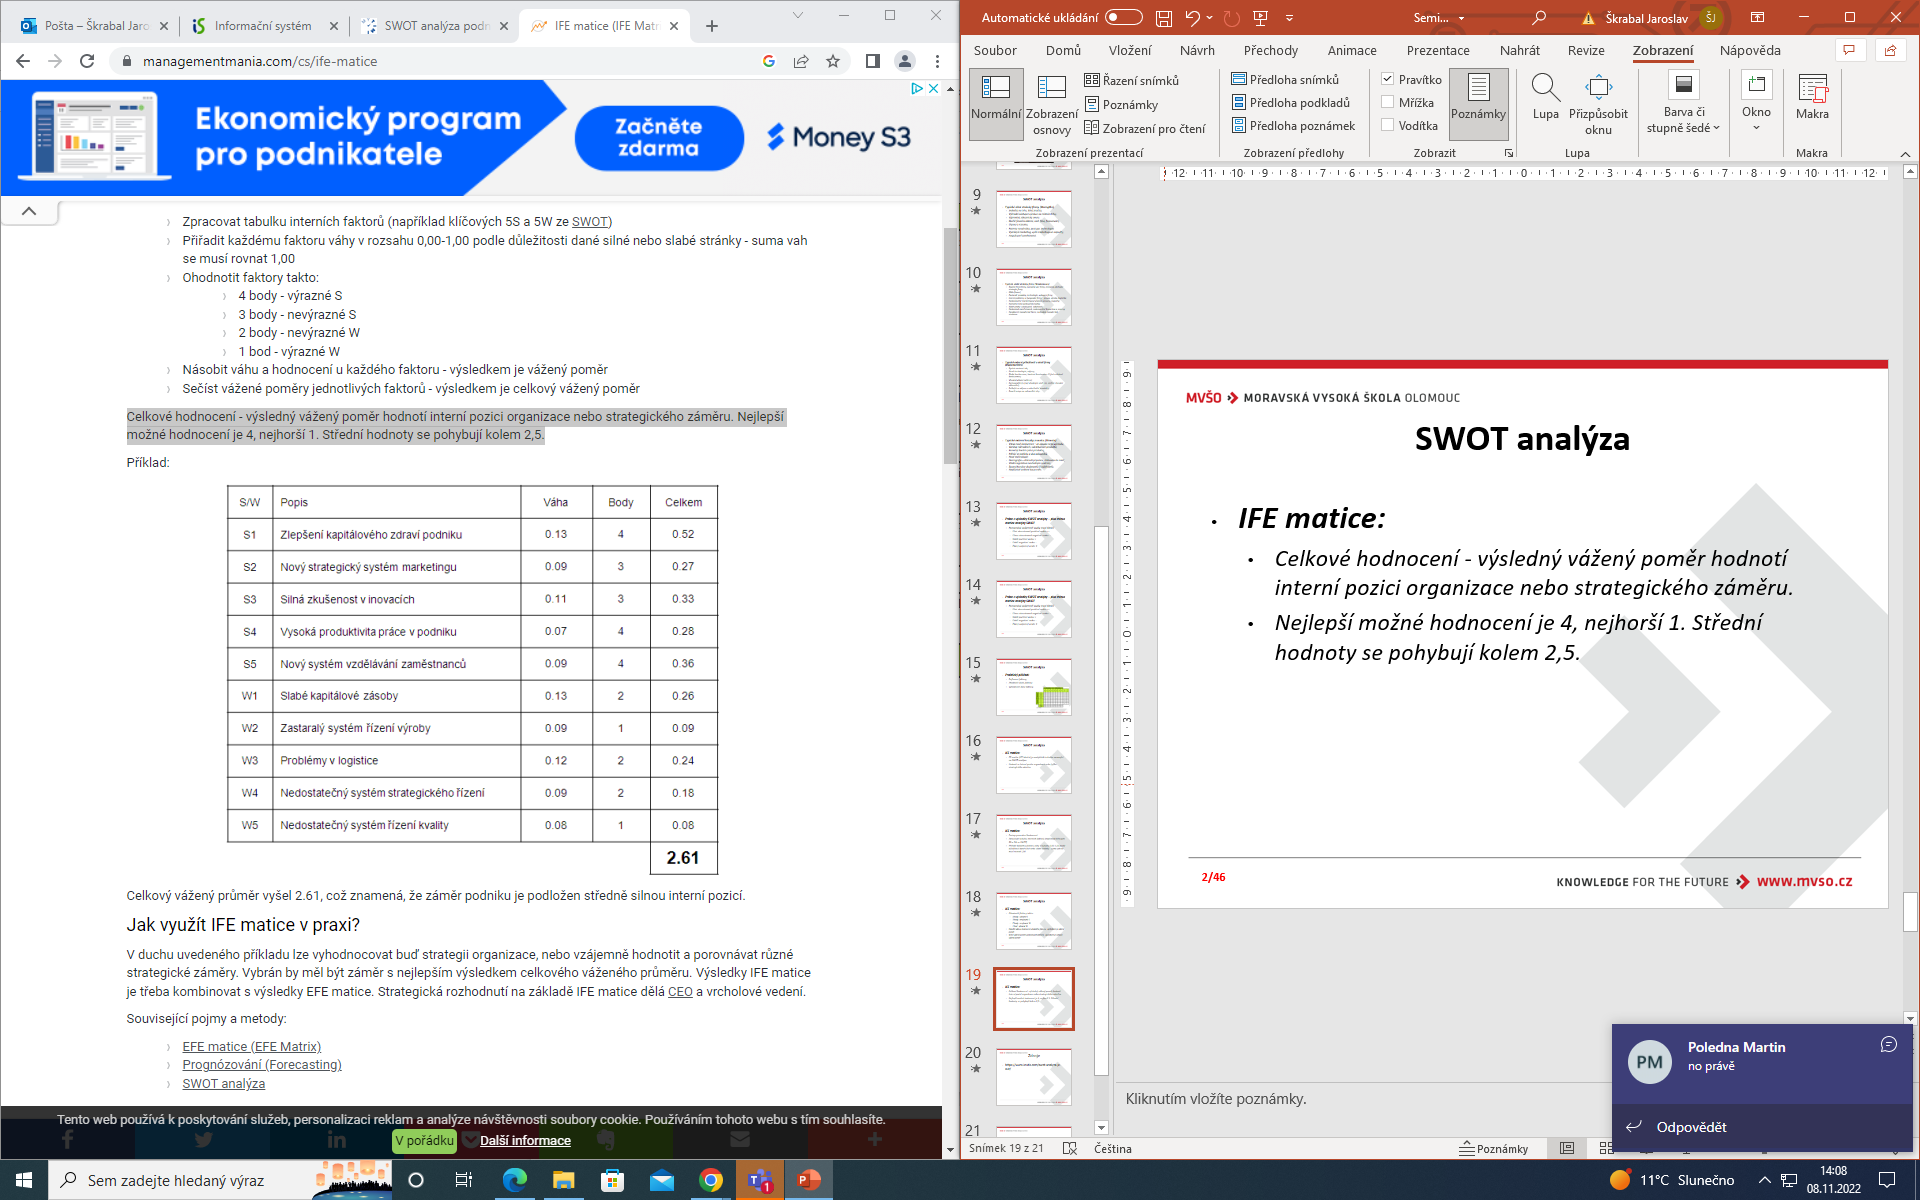 Pošta – Škrabal Jaro
Informační systém
SWOT analýza podn
IFE matice (IFE Matr
managementmania.com/cs/ife-matice
Ekonomický program
pro podnikatele
Začněte
zdarma
Money S3
Zpracovat tabulku interních faktorů (například klíčových 5S a 5W ze SWOT)
Přiřadit každému faktoru váhy v rozsahu 0,00-1,00 podle důležitosti dané silné nebo slabé stránky - suma vah
se musí rovnat 1,00
Ohodnotit faktory takto:
4 body - výrazné S
3 body - nevýrazné S
2 body - nevýrazné W
1 bod - výrazné W
Násobit váhu a hodnocení u každého faktoru - výsledkem je vážený poměr
Sečíst vážené poměry jednotlivých faktorů - výsledkem je celkový vážený poměr
Celkové hodnocení - výsledný vážený poměr hodnotí interní pozici organizace nebo strategického záměru. Nejlepší
možné hodnocení je 4, nejhorší 1. Střední hodnoty se pohybují kolem 2,5.
Příklad:
S/W Popis Váha Body Celkem
S1 Zlepšení kapitálového zdraví podniku 0.13 4 0.52
S2 Nový strategický systém marketingu 0.09 3 0.27
S3 Silná zkušenost v inovacích 0.11 3 0.33
S4 Vysoká produktivita práce v podniku 0.07 4 0.28
S5 Nový systém vzdělávání zaměstnanců 0.09 4 0.36
W1 Slabé kapitálové zásoby 0.13 2 0.26
W2 Zastaralý systém řízení výroby 0.09 1 0.09
W3 Problémy v logistice 0.12 2 0.24
W4 Nedostatečný systém strategického řízení 0.09 2 0.18
W5 Nedostatečný systém řízení kvality 0.08 1 0.08
2.61
Celkový vážený průměr vyšel 2.61, což znamená, že záměr podniku je podložen středně silnou interní pozicí.
Jak využít IFE matice v praxi?
V duchu uvedeného příkladu lze vyhodnocovat buď strategii organizace, nebo vzájemně hodnotit a porovnávat různé
strategické záměry. Vybrán by měl být záměr s nejlepším výsledkem celkového váženého průměru. Výsledky IFE matice
je třeba kombinovat s výsledky EFE matice. Strategická rozhodnutí na základě IFE matice dělá CEO a vrcholové vedení.
Související pojmy a metody:
EFE matice (EFE Matrix)
Prognózování (Forecasting)
SWOT analýza
Tento web používá k poskytování služeb, personalizaci reklam a analýze návštěvnosti soubory cookie. Používáním tohoto webu s tím souhlasíte.
V pořádku Další informace
Automatické ukládání
Semi...
Škrabal Jaroslav
ŠJ
Soubor Domů Vložení Návrh Přechody Animace Prezentace Nahrát Revize Zobrazení Nápověda
Normální
Zobrazení
osnovy
Řazení snímků
Poznámky
Zobrazení pro čtení
Zobrazení prezentací
Předloha snímků
Předloha podkladů
Předloha poznámek
Zobrazení předlohy
Pravítko
Mřížka
Vodítka
Poznámky
Zobrazit
Lupa
Přizpůsobit
oknu
Lupa
Barva či
stupně šedé
Okno
Makra
Makra
9
10
11
12
13
14
15
16
17
18
19
20
21
MVŠO MORAVSKÁ VYSOKÁ ŠKOLA OLOMOUC
SWOT analýza
• IFE matice:
• Celkové hodnocení - výsledný vážený poměr hodnotí
interní pozici organizace nebo strategického záměru.
• Nejlepší možné hodnocení je 4, nejhorší 1. Střední
hodnoty se pohybují kolem 2,5.
2/46
KNOWLEDGE FOR THE FUTURE www.mvso.cz
Kliknutím vložíte poznámky.
PM
Poledna Martin
no právě
Odpovědět
Snímek 19 z 21
Čeština
Poznámky
Sem zadejte hledaný výraz
1
11°C Slunečno
14:08
08.11.2022